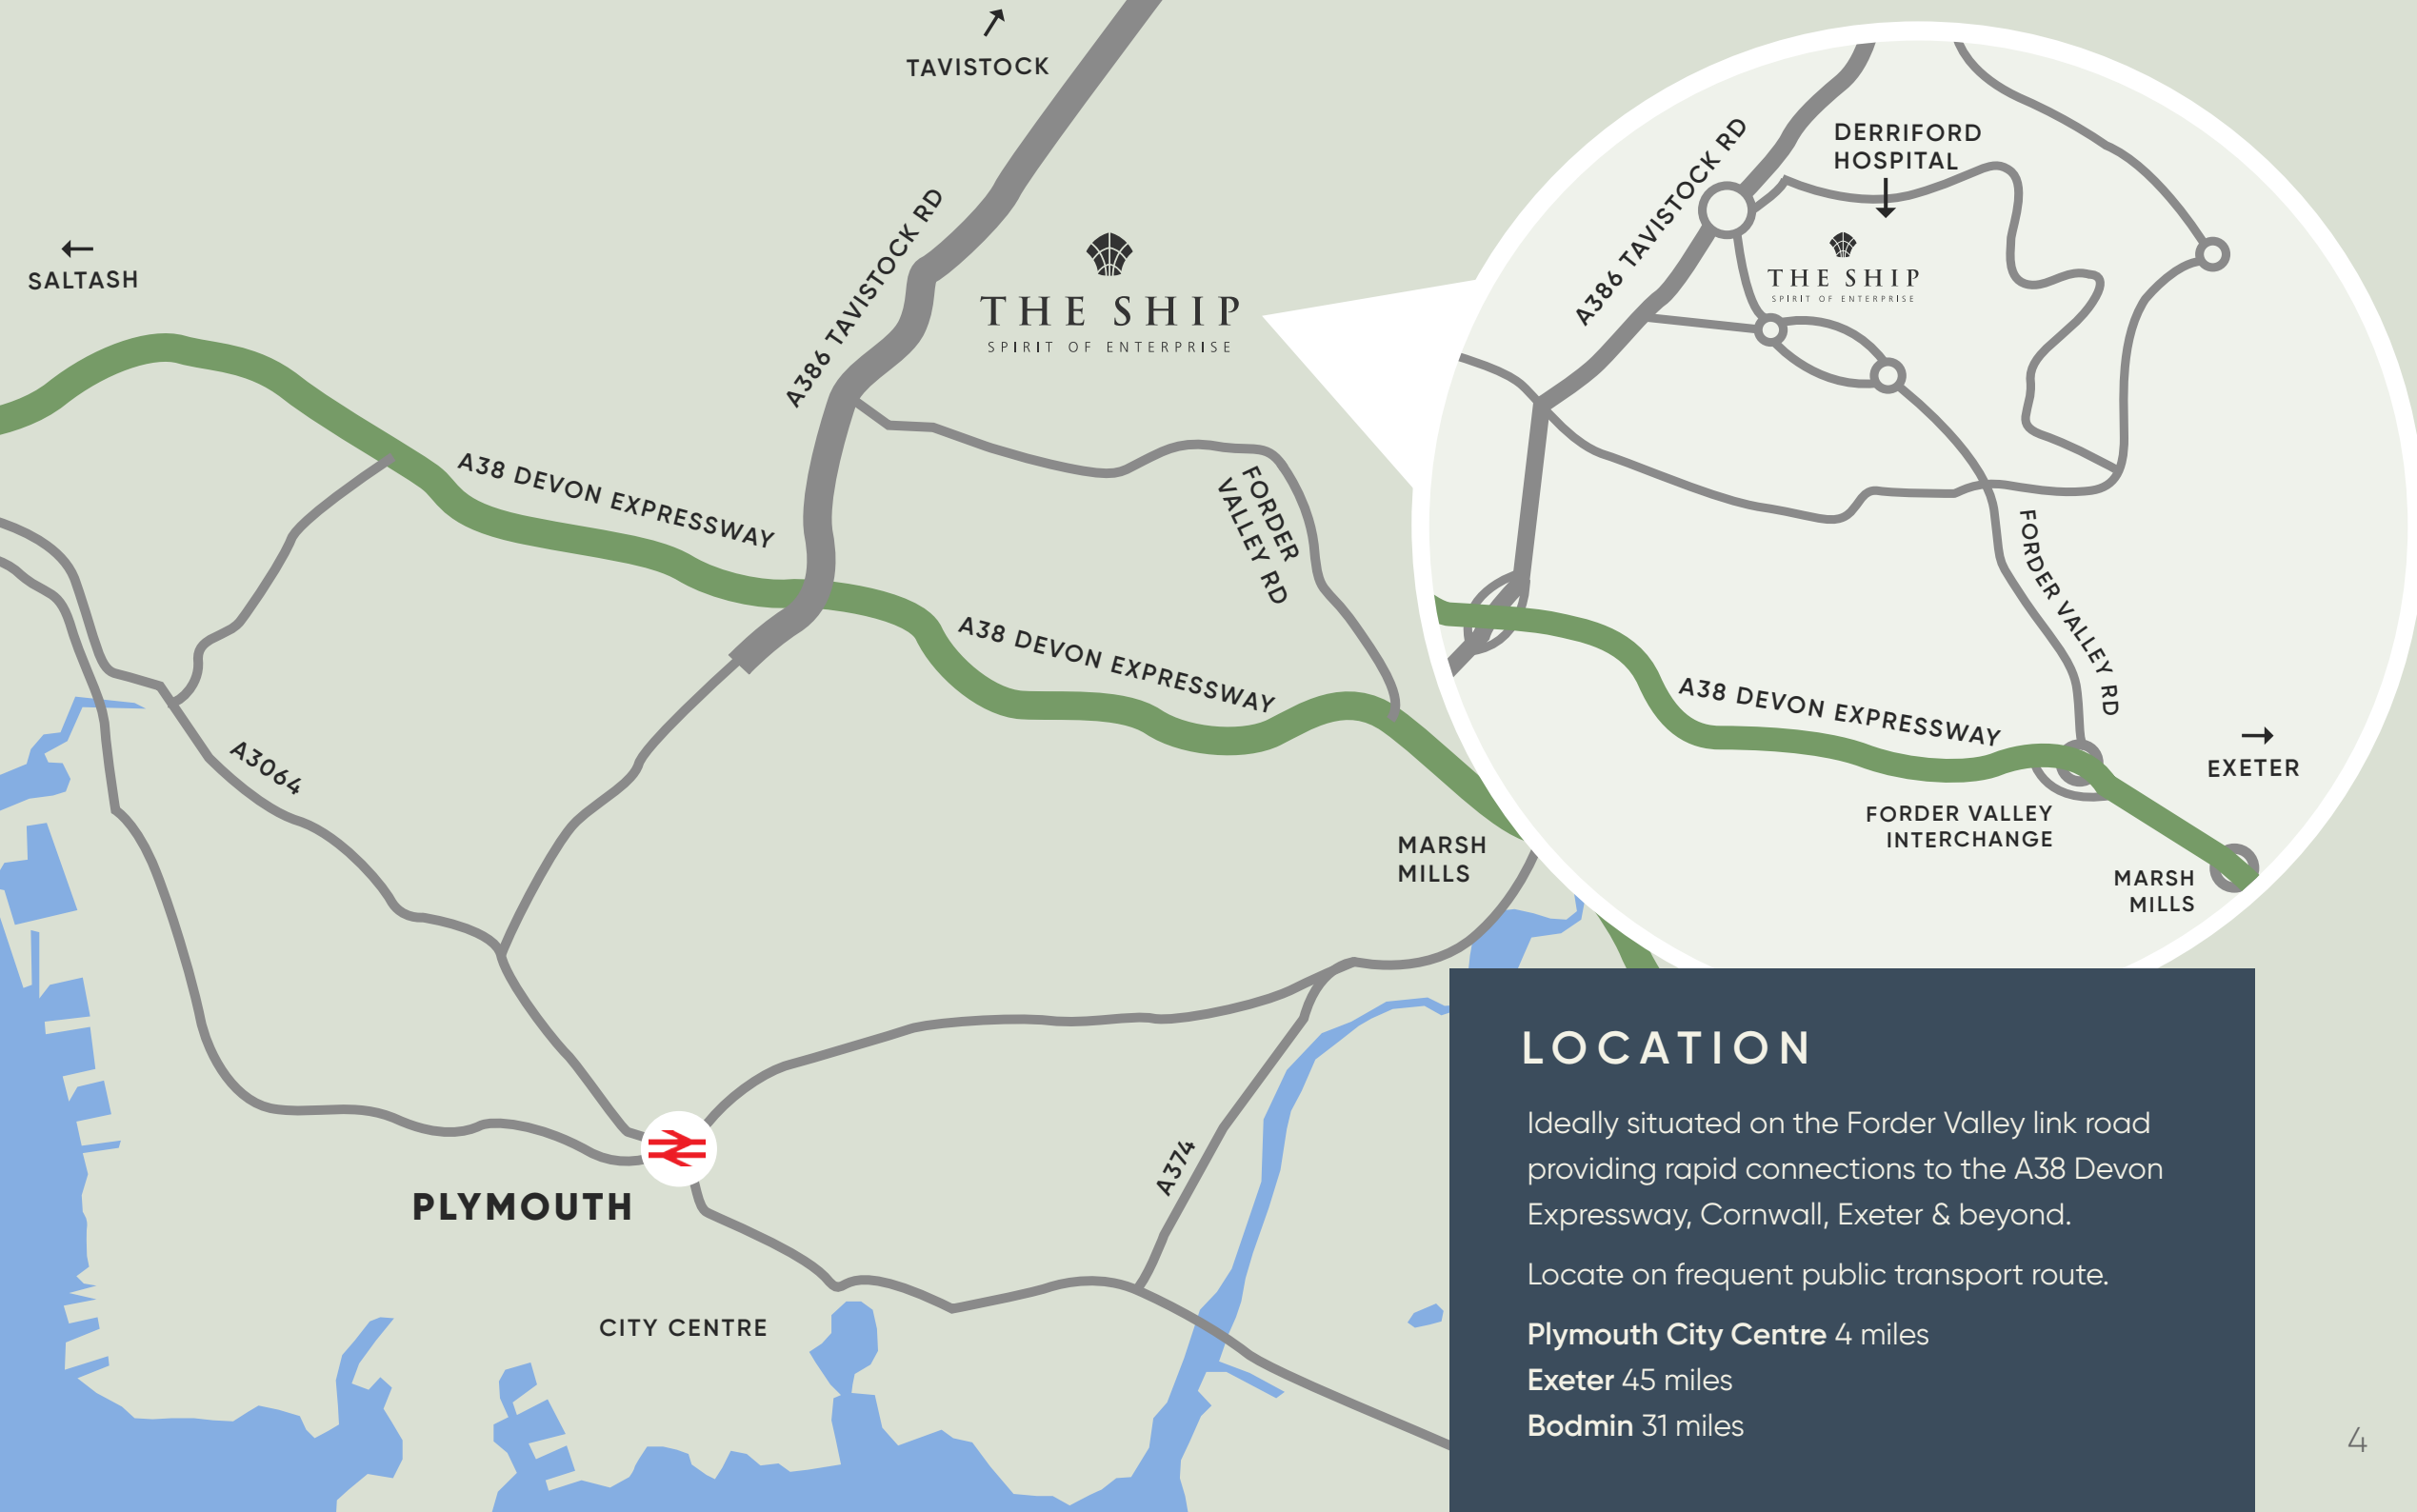 TAVISTOCK
SALTASH
A386 TAVISTOCK RD
THE SHIP
SPIRIT OF ENTERPRISE
A38 DEVON EXPRESSWAY
FORDER
VALLEY RD
A38 DEVON EXPRESSWAY
A3064
MARSH
MILLS
A374
PLYMOUTH
CITY CENTRE
A386 TAVISTOCK RD
DERRIFORD
HOSPITAL
THE SHIP
SPIRIT OF ENTERPRISE
FORDER VALLEY RD
A38 DEVON EXPRESSWAY
EXETER
FORDER VALLEY
INTERCHANGE
MARSH
MILLS
LOCATION
Ideally situated on the Forder Valley link road
providing rapid connections to the A38 Devon
Expressway, Cornwall, Exeter & beyond.
Locate on frequent public transport route.
Plymouth City Centre 4 miles
Exeter 45 miles
Bodmin 31 miles
4